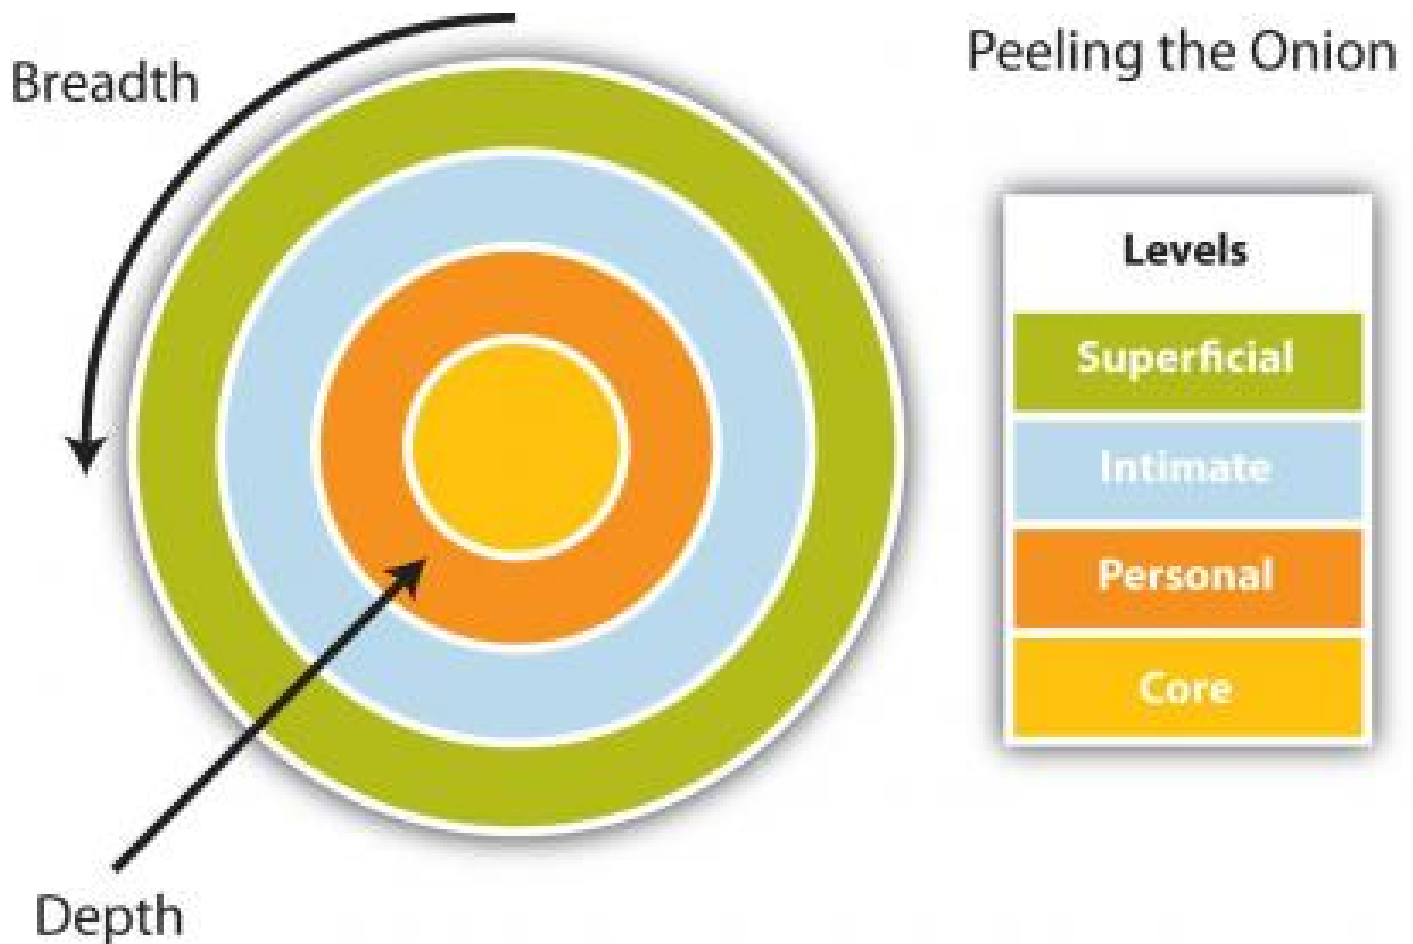 Breadth
Peeling the Onion
Levels
Superficial
Intimate
Personal
Core
Depth